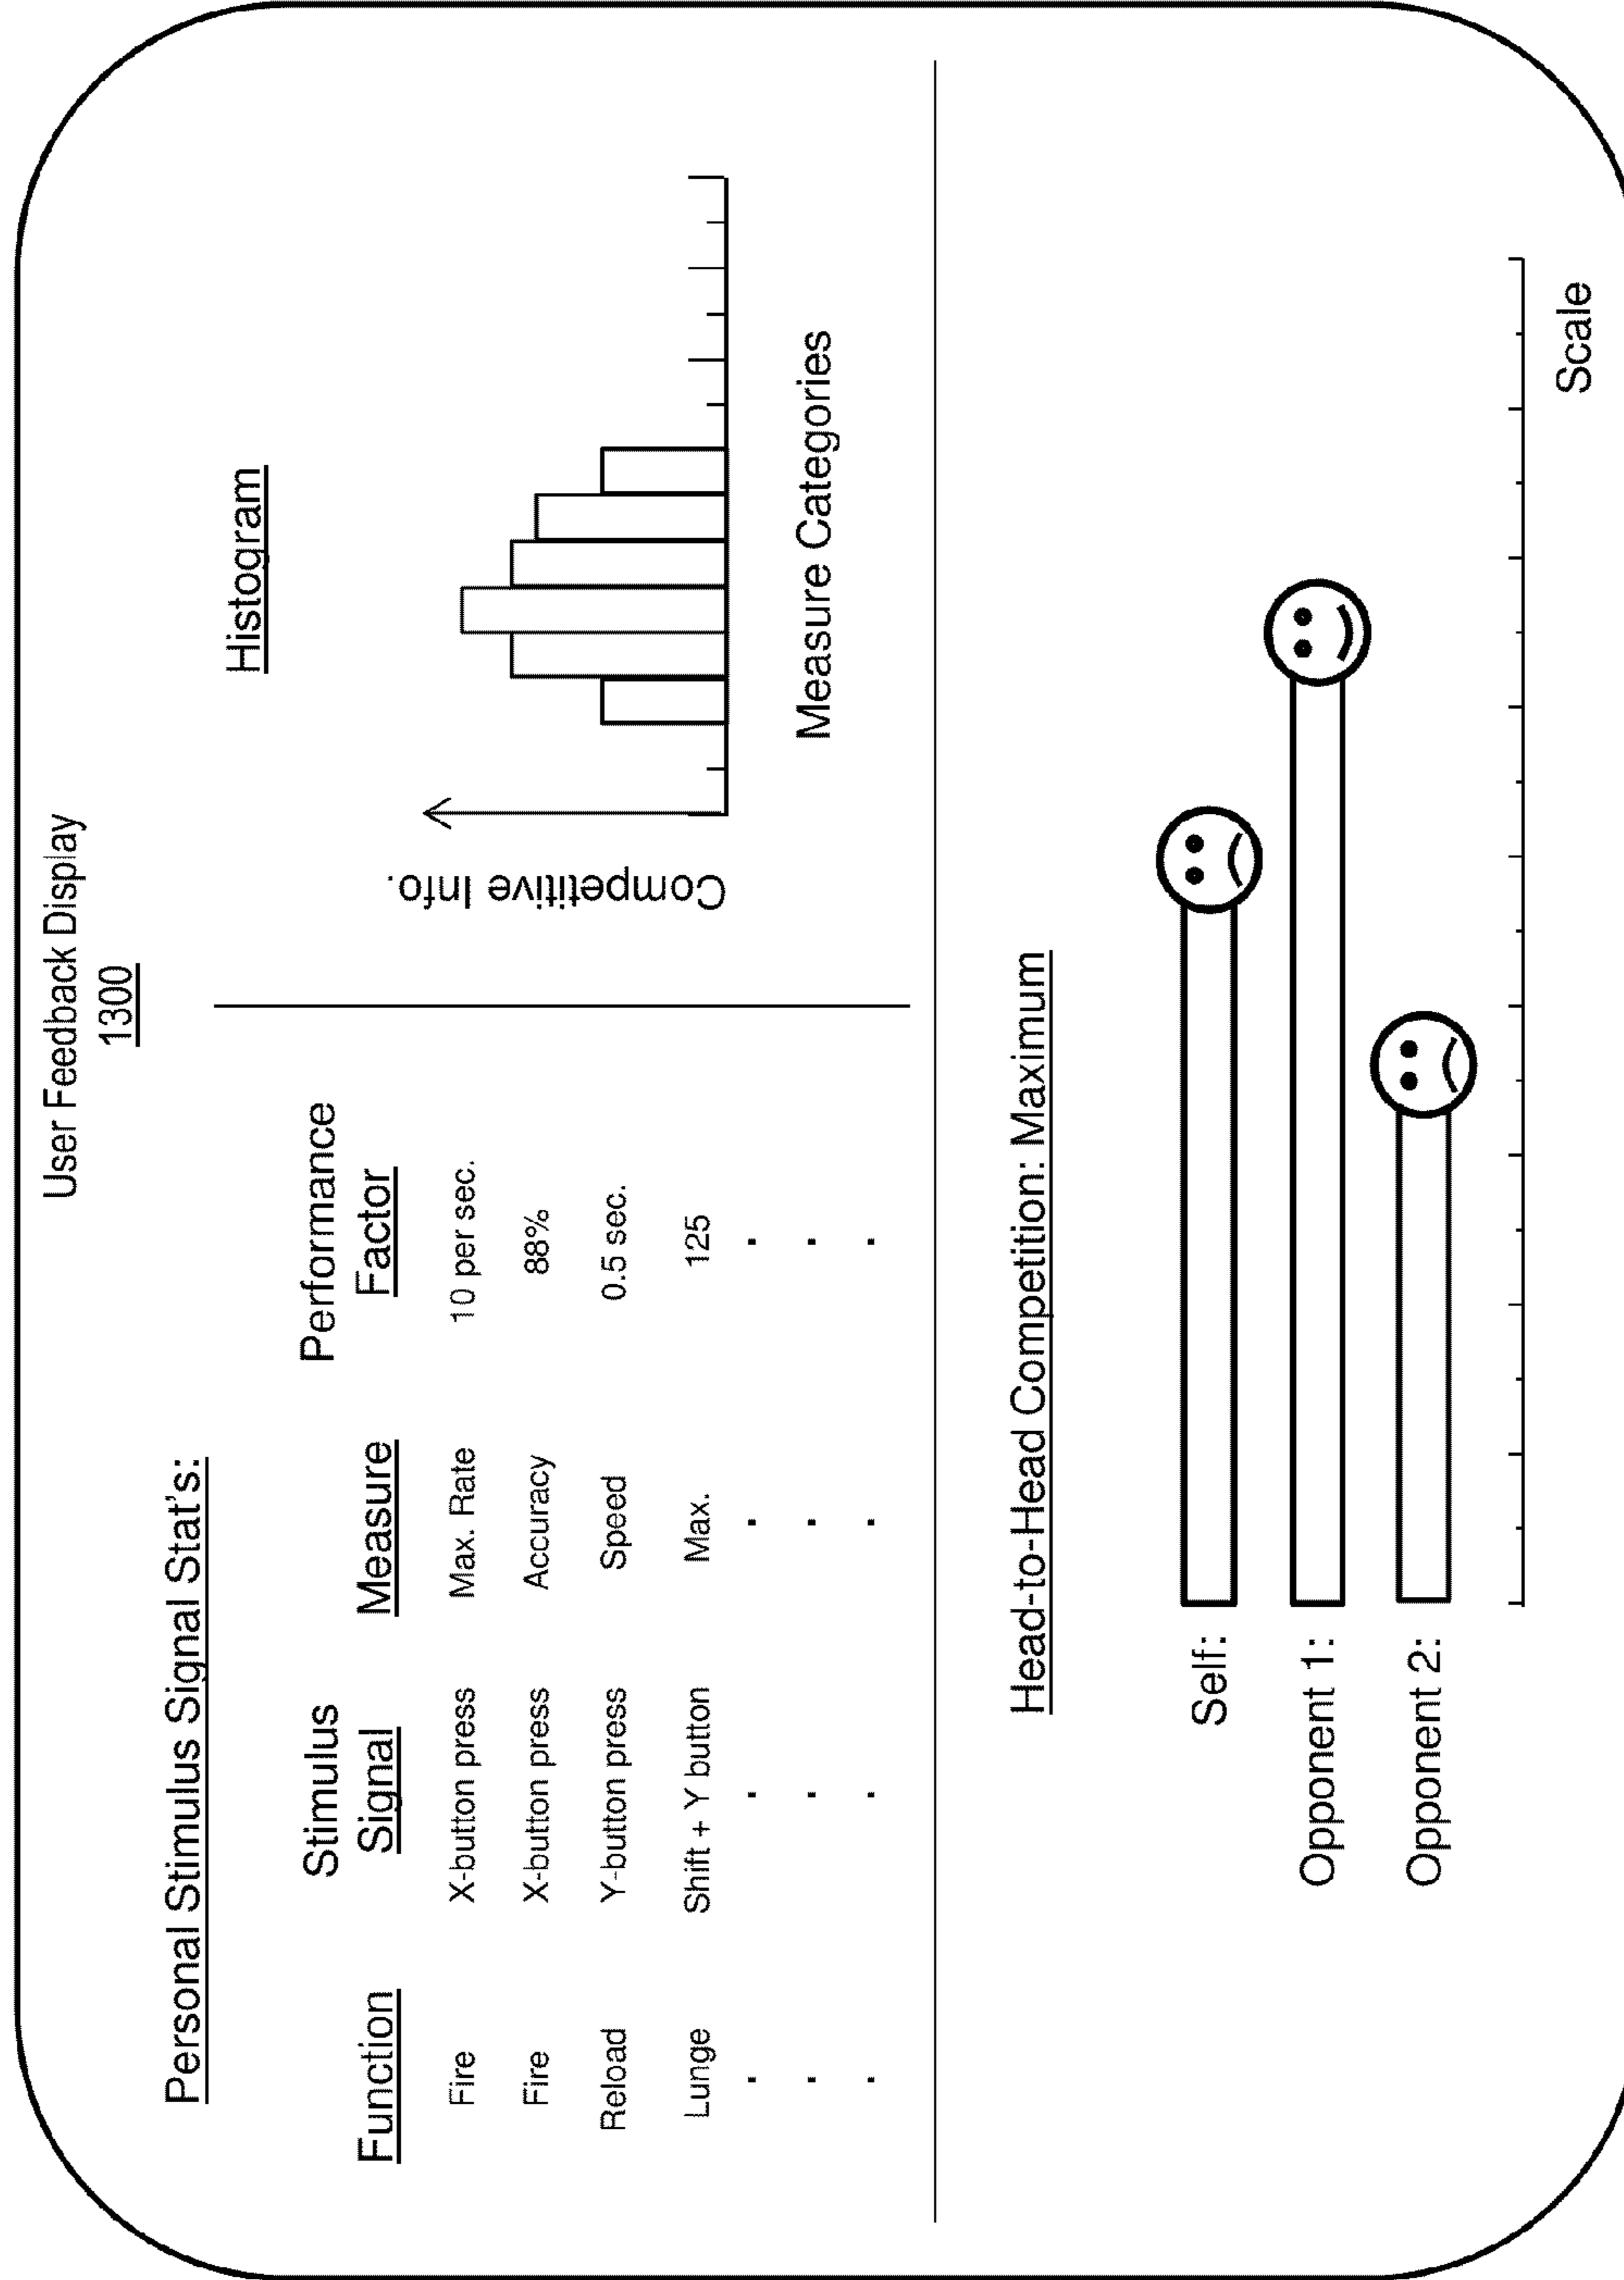 User Feedback Display
1300
Personal Stimulus Signal Stat's:
Function
Stimulus
Signal
Measure
Performance
Factor
Fire X-button press Max. Rate 10 per sec.
Fire X-button press Accuracy 88%
Reload Y-button press Speed 0.5 sec.
Lunge Shift + Y button Max. 125
Histogram
Competitive Info.
Measure Categories
Head-to-Head Competition: Maximum
Self:
Opponent 1:
Opponent 2:
Scale